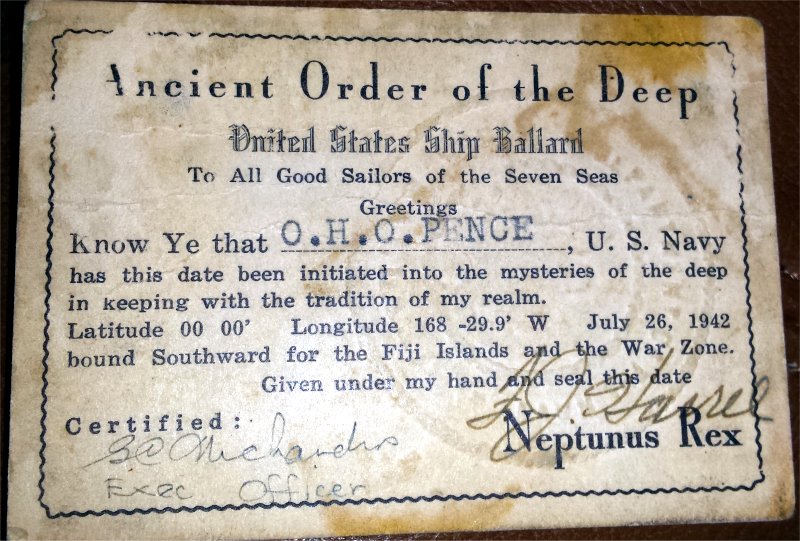 Ancient Order of the Deep
United States Ship Ballard
To All Good Sailors of the Seven Seas
Greetings
Know Ye that O.H.O.PENCE, U. S. Navy
has this date been initiated into the mysteries of the deep
in keeping with the tradition of my realm.
Latitude 00 00' Longitude 168 -29.9' W July 26, 1942
bound Southward for the Fiji Islands and the War Zone.
Given under my hand and seal this date
Certified:
Neptunus Rex
Exec Officer